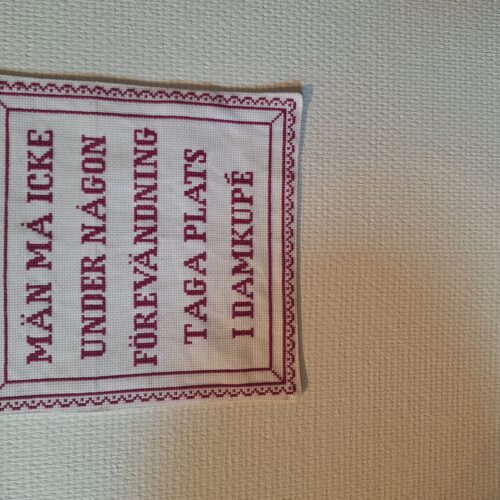 MÄN MÅ ICKE
UNDER NÅGON
FÖREVÄNDNING
TAGA PLATS
I DAMKUPÉ